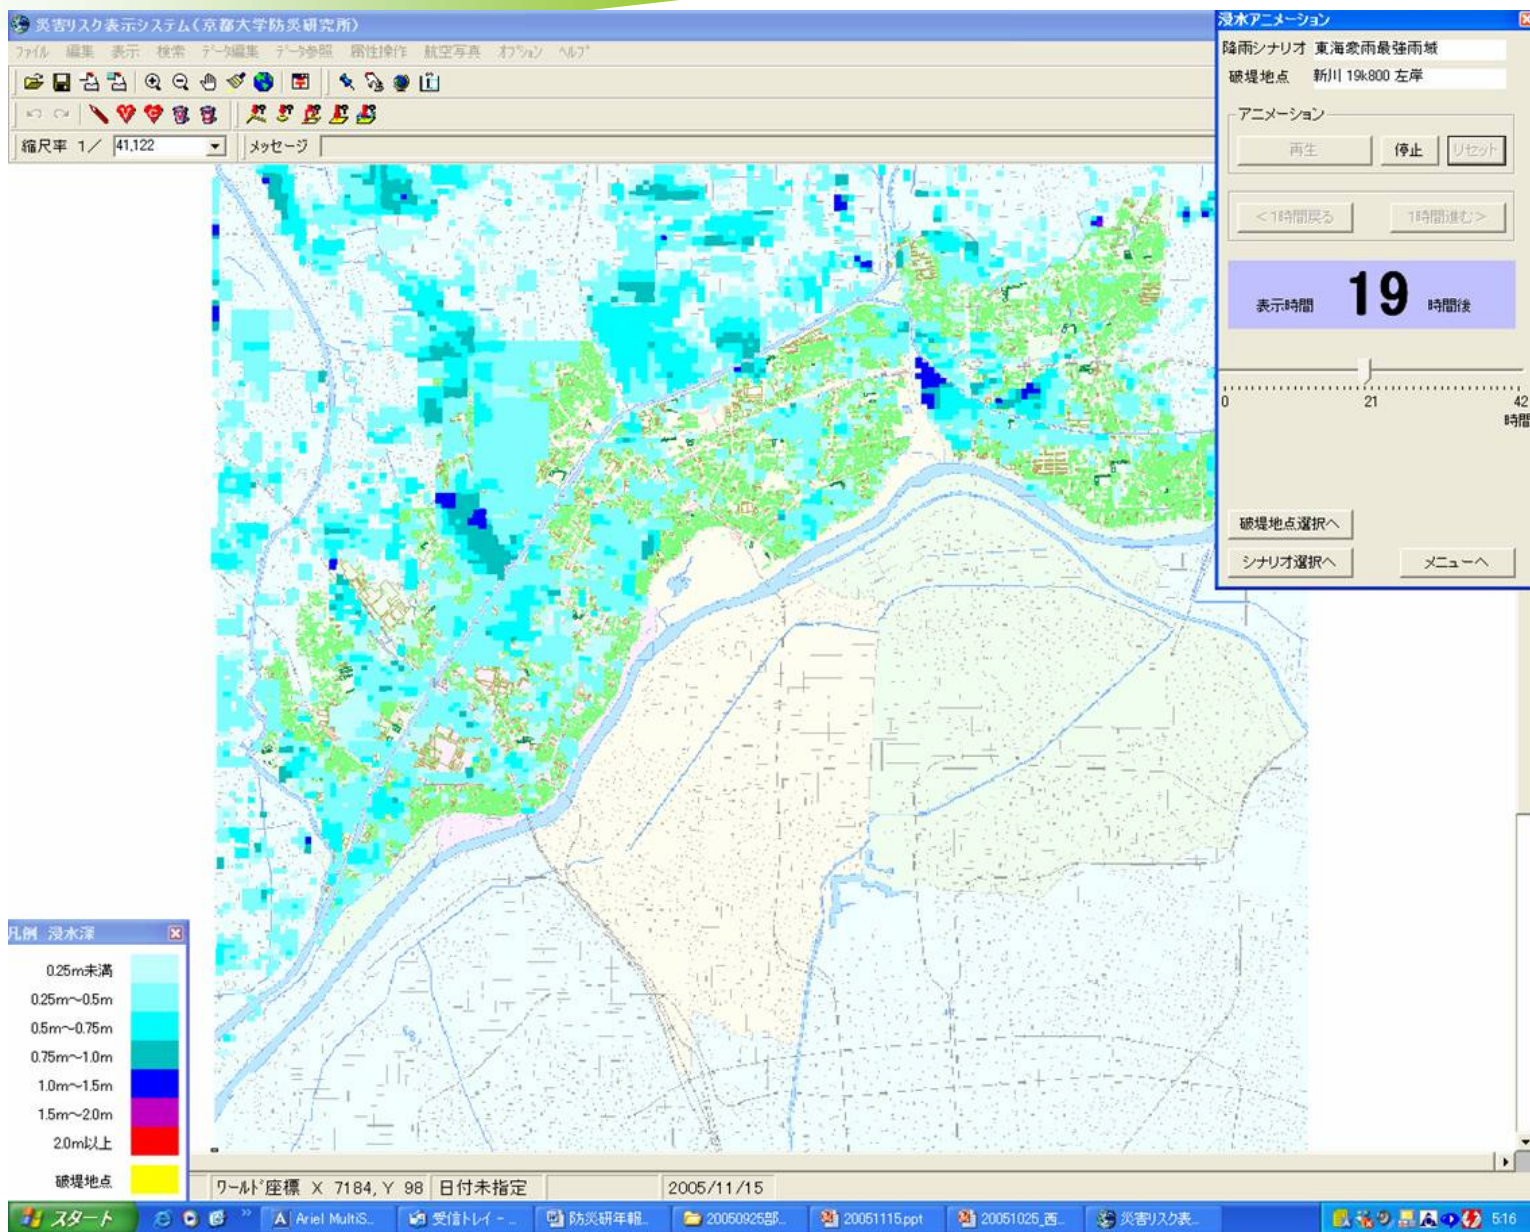 災害リスク表示システム(京都大学防災研究所)
ファイル 編集 表示 検索 データ編集 データ参照 属性操作 航空写真 オプション ヘルプ
縮尺率 1/ 41,122 メッセージ
浸水アニメーション
降雨シナリオ 東海豪雨最強雨域
破堤地点 新川 19k800 左岸
アニメーション
再生 停止 リセット
<1時間戻る 1時間進む>
表示時間 19 時間後
0 21 42
時間
破堤地点選択へ
シナリオ選択へ メニューへ
凡例 浸水深
0.25m未満
0.25m~0.5m
0.5m~0.75m
0.75m~1.0m
1.0m~1.5m
1.5m~2.0m
2.0m以上
破堤地点
ワールド座標 X 7184, Y 98 日付未指定 2005/11/15
スタート » Ariel MultiS... 受信トレイ - ... 防災研年報... 20050925部... 20051115.ppt 20051025_西... 災害リスク表... 5:16